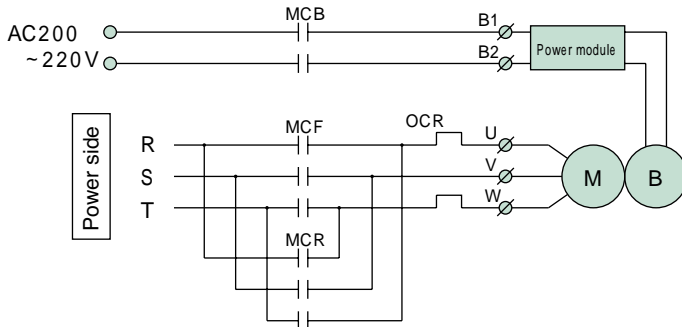 MCB
AC200
~220V
B1
B2
Power module
Power side
R
S
T
MCF
OCR
U
V
W
MCR
M
B